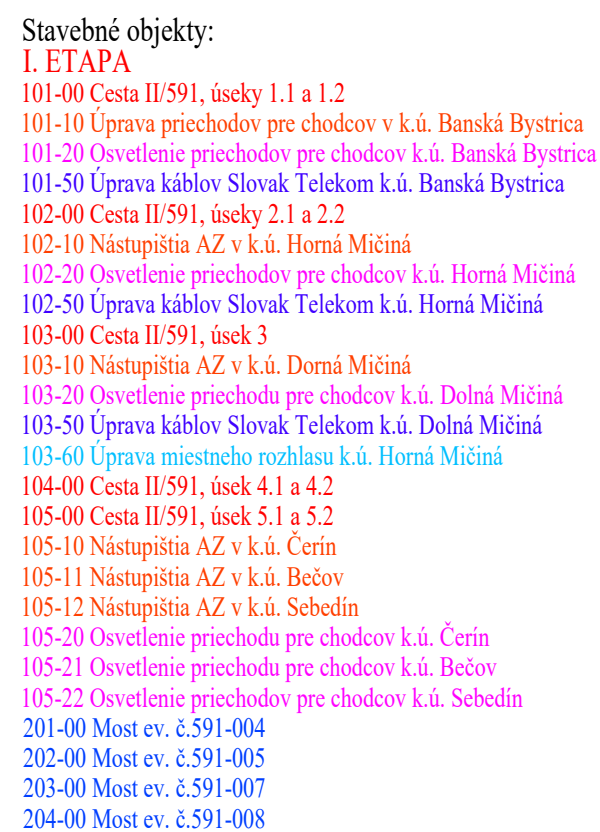 Stavebné objekty:
I. ETAPA
101-00 Cesta II/591, úseky 1.1 a 1.2
101-10 Úprava priechodov pre chodcov v k.ú. Banská Bystrica
101-20 Osvetlenie priechodov pre chodcov k.ú. Banská Bystrica
101-50 Úprava káblov Slovak Telekom k.ú. Banská Bystrica
102-00 Cesta II/591, úseky 2.1 a 2.2
102-10 Nástupištia AZ v k.ú. Horná Mičiná
102-20 Osvetlenie priechodov pre chodcov k.ú. Horná Mičiná
102-50 Úprava káblov Slovak Telekom k.ú. Horná Mičiná
103-00 Cesta II/591, úsek 3
103-10 Nástupištia AZ v k.ú. Dorná Mičiná
103-20 Osvetlenie priechodu pre chodcov k.ú. Dolná Mičiná
103-50 Úprava káblov Slovak Telekom k.ú. Dolná Mičiná
103-60 Úprava miestneho rozhlasu k.ú. Horná Mičiná
104-00 Cesta II/591, úsek 4.1 a 4.2
105-00 Cesta II/591, úsek 5.1 a 5.2
105-10 Nástupištia AZ v k.ú. Čerín
105-11 Nástupištia AZ v k.ú. Bečov
105-12 Nástupištia AZ v k.ú. Sebedín
105-20 Osvetlenie priechodu pre chodcov k.ú. Čerín
105-21 Osvetlenie priechodu pre chodcov k.ú. Bečov
105-22 Osvetlenie priechodov pre chodcov k.ú. Sebedín
201-00 Most ev. č.591-004
202-00 Most ev. č.591-005
203-00 Most ev. č.591-007
204-00 Most ev. č.591-008